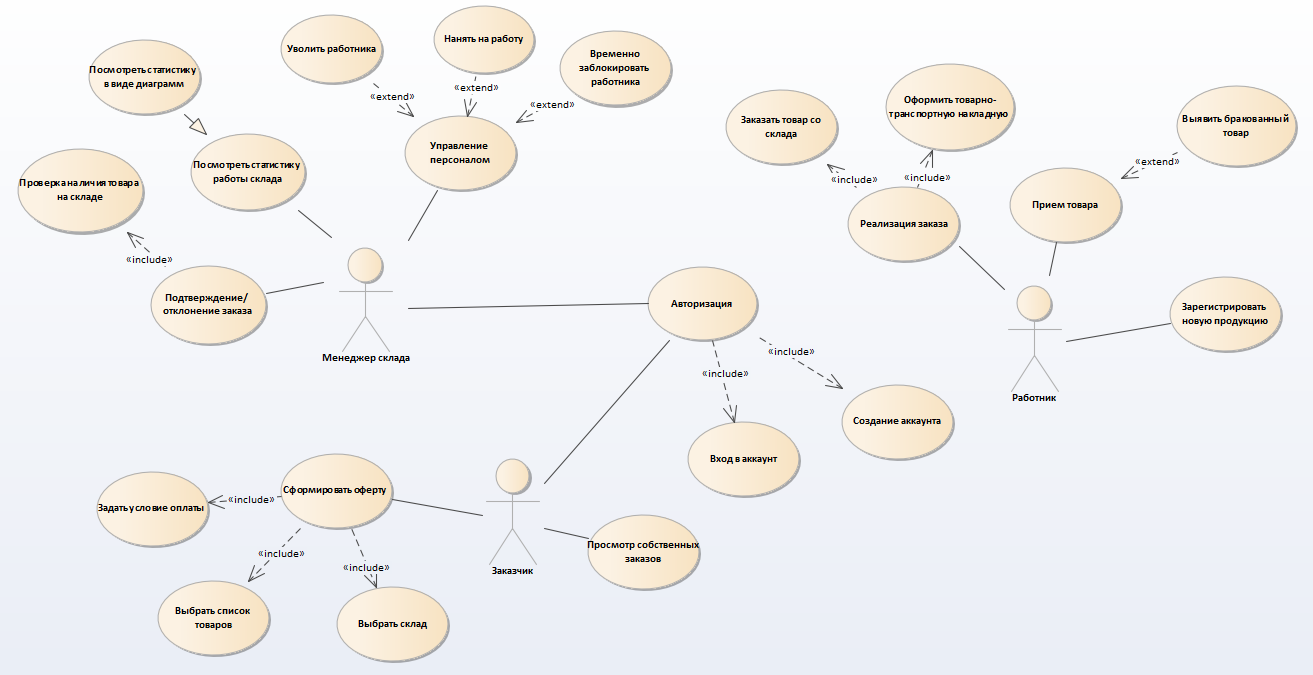 Уволить работника
Нанять на работу
Временно
заблокировать
работника
Посмотреть статистику
в виде диаграмм
«extend»
«extend»
«extend»
Управление
персоналом
Заказать товар со
склада
Оформить товарно-
транспортную накладную
Выявить бракованный
товар
«extend»
Посмотреть статистику
работы склада
Проверка наличия товара
на складе
«include»
«include»
Реализация заказа
Прием товара
«include»
Подтверждение/
отклонение заказа
Менеджер склада
Авторизация
Зарегистрировать
новую продукцию
Работник
«include»
«include»
Вход в аккаунт
Создание аккаунта
Задать условие оплаты
«include»
Сформировать оферту
«include»
«include»
Заказчик
Просмотр собственных
заказов
Выбрать список
товаров
Выбрать склад